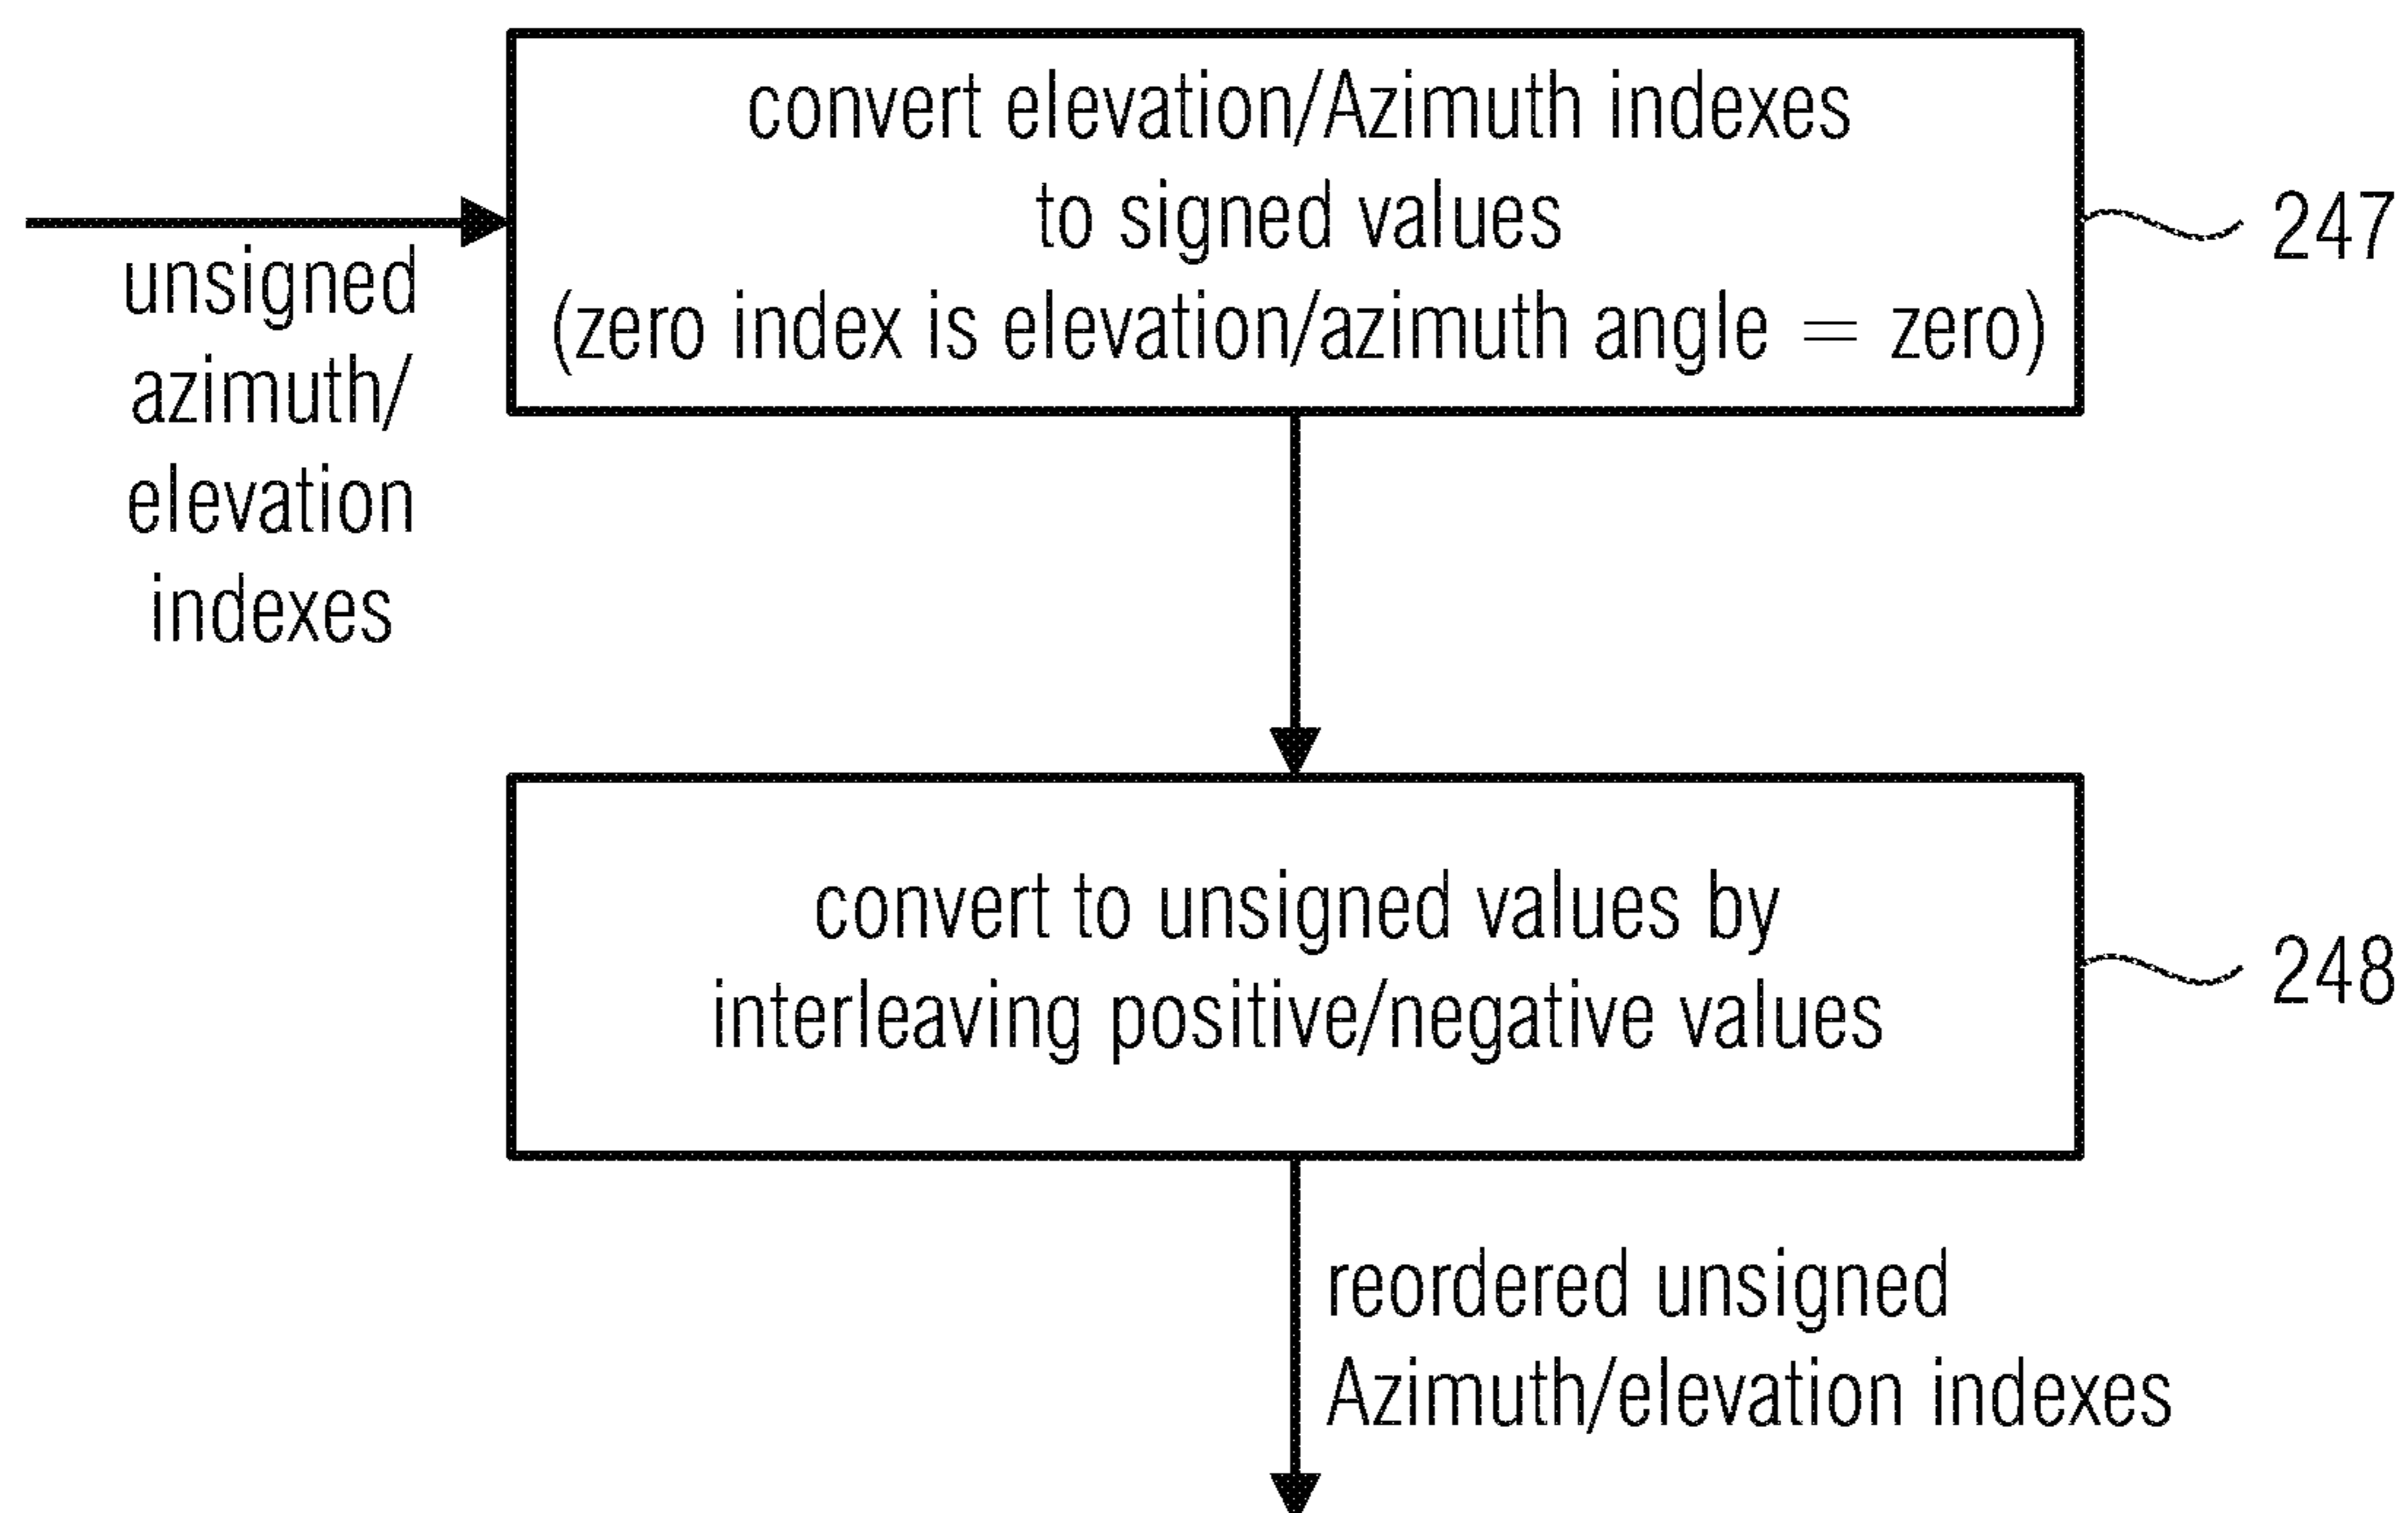 convert elevation/Azimuth indexes
to signed values
(zero index is elevation/azimuth angle = zero)
247
unsigned
azimuth/
elevation
indexes
convert to unsigned values by
interleaving positive/negative values
248
reordered unsigned
Azimuth/elevation indexes